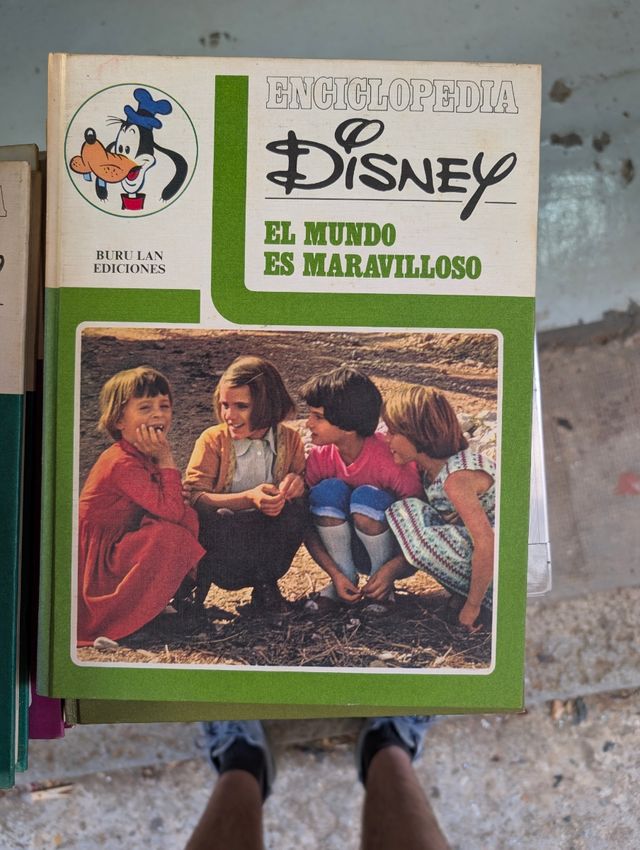 ENCICLOPEDIA
DISNEY
EL MUNDO
ES MARAVILLOSO
BURU LAN
EDICIONES